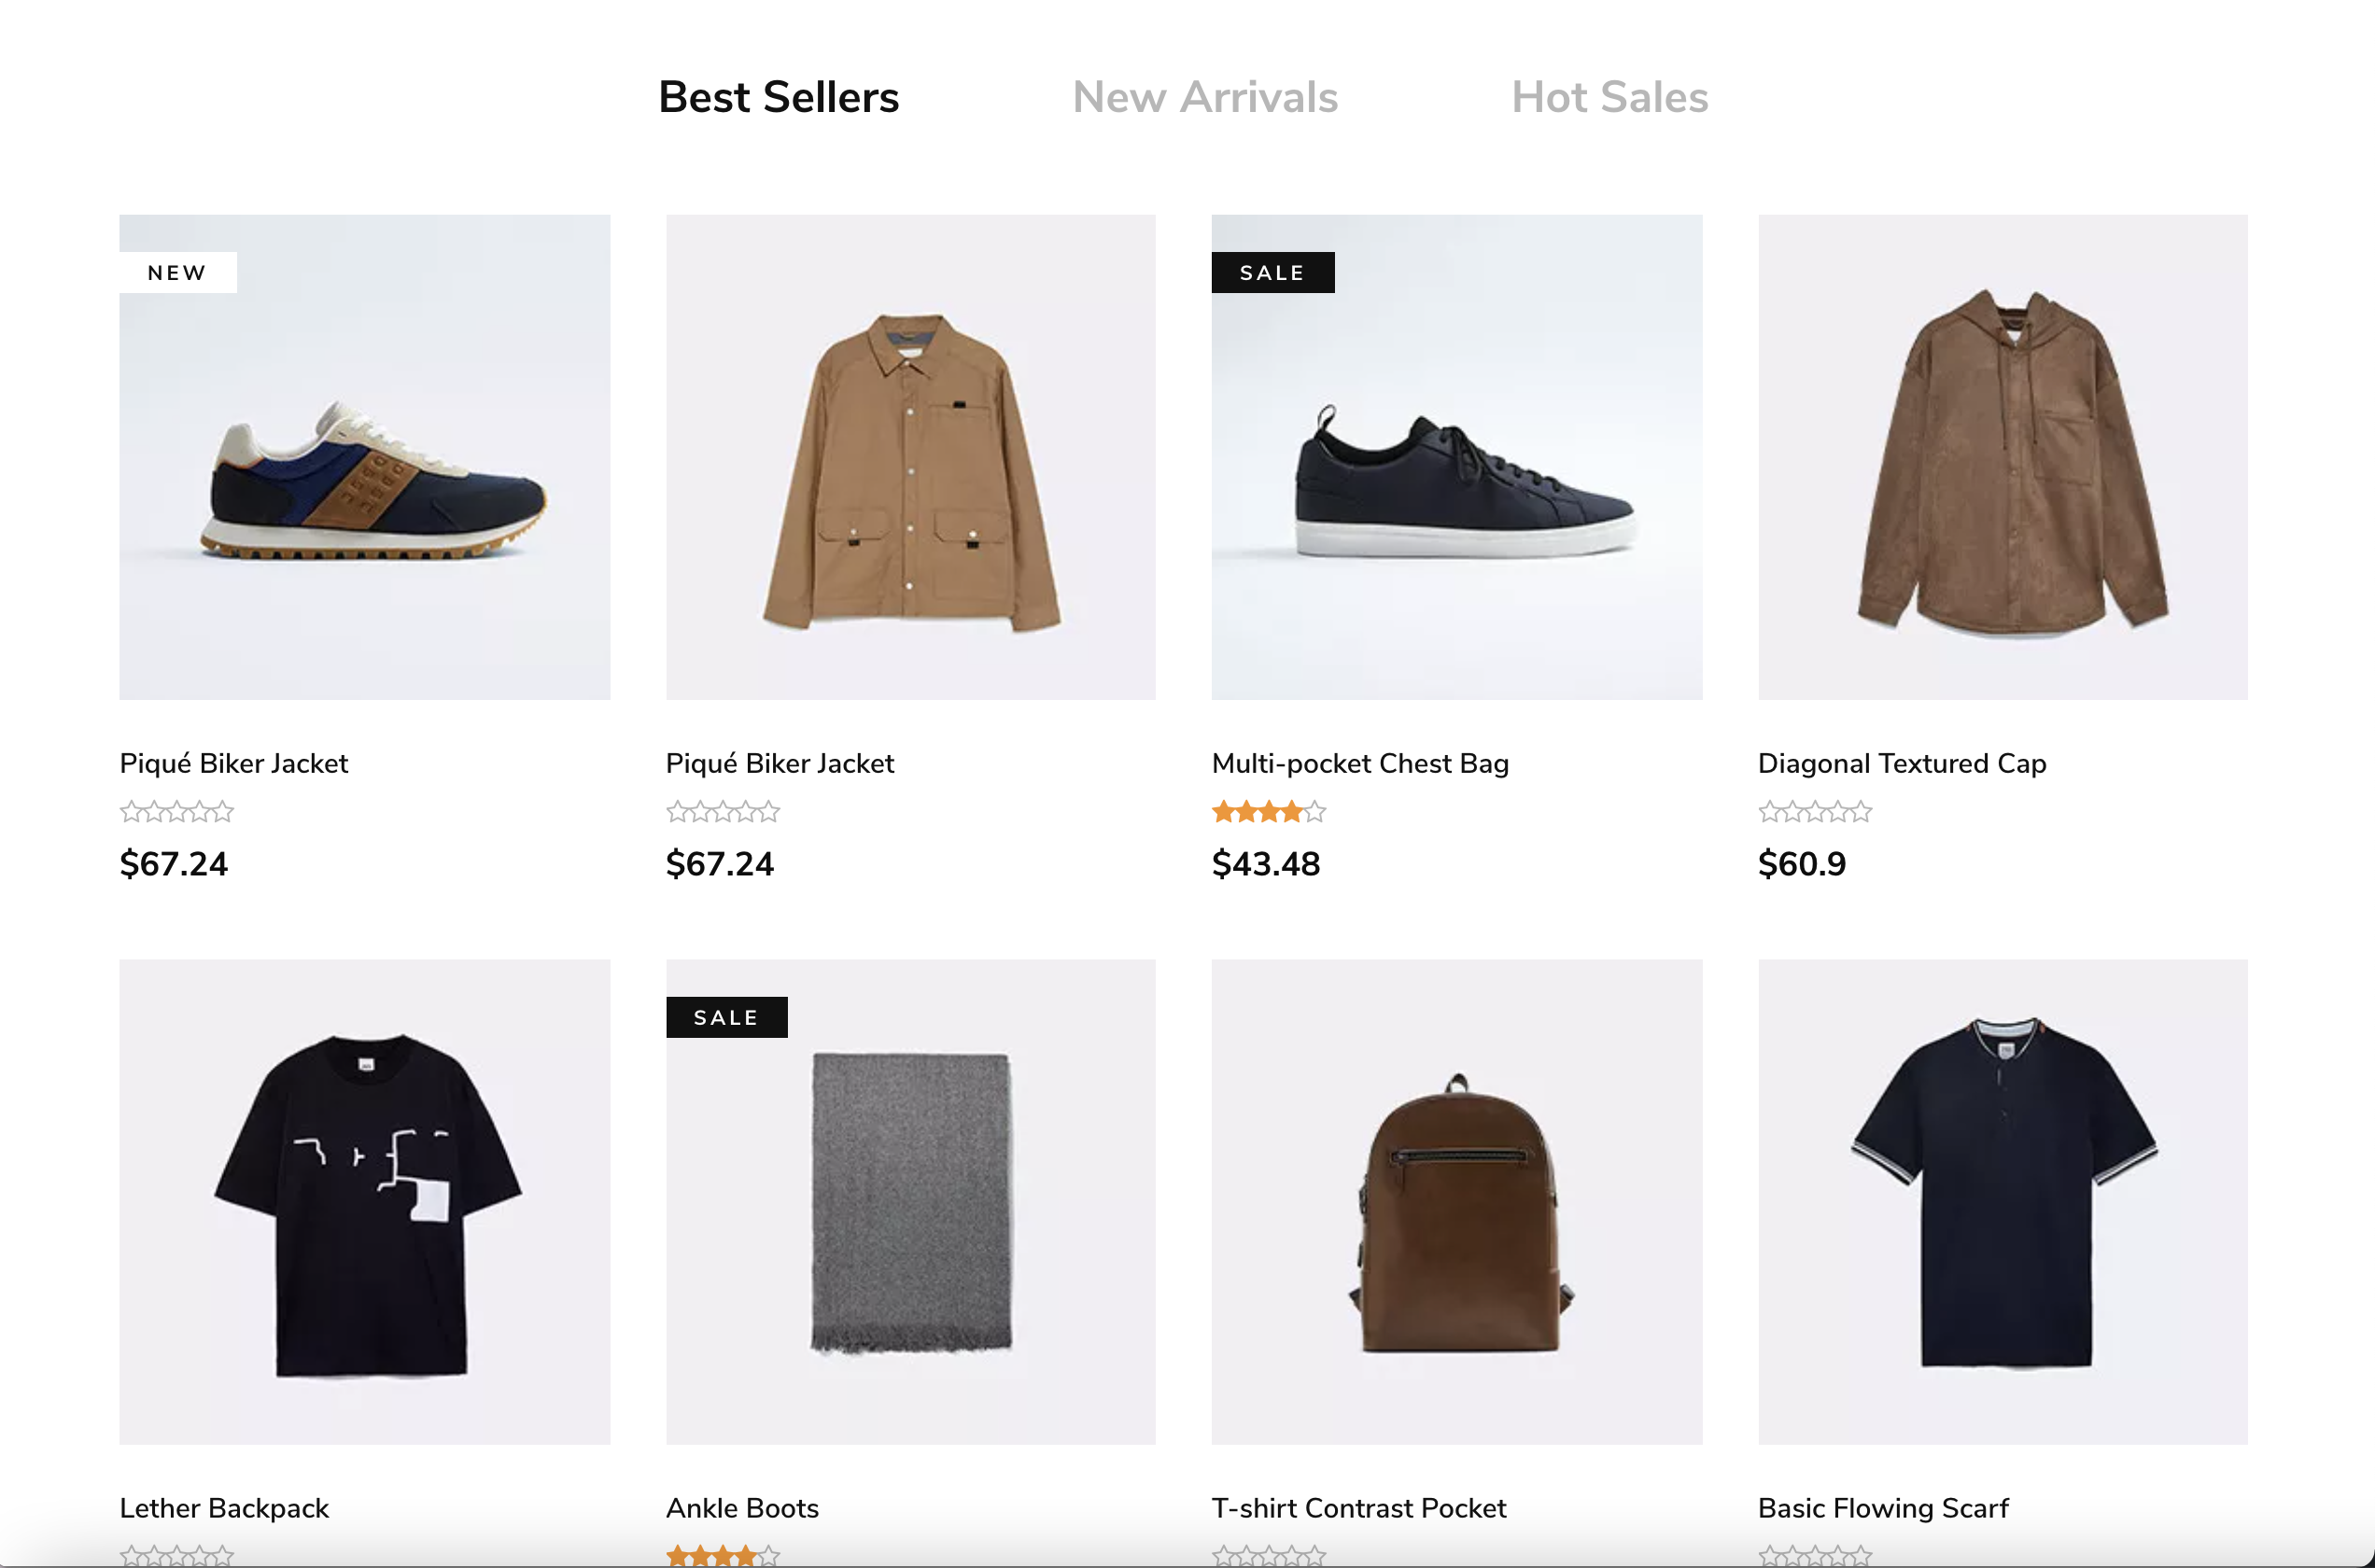 Best Sellers New Arrivals Hot Sales
NEW
SALE
Piqué Biker Jacket
$67.24
Piqué Biker Jacket
$67.24
Multi-pocket Chest Bag
$43.48
Diagonal Textured Cap
$60.9
SALE
Lether Backpack
Ankle Boots
T-shirt Contrast Pocket
Basic Flowing Scarf